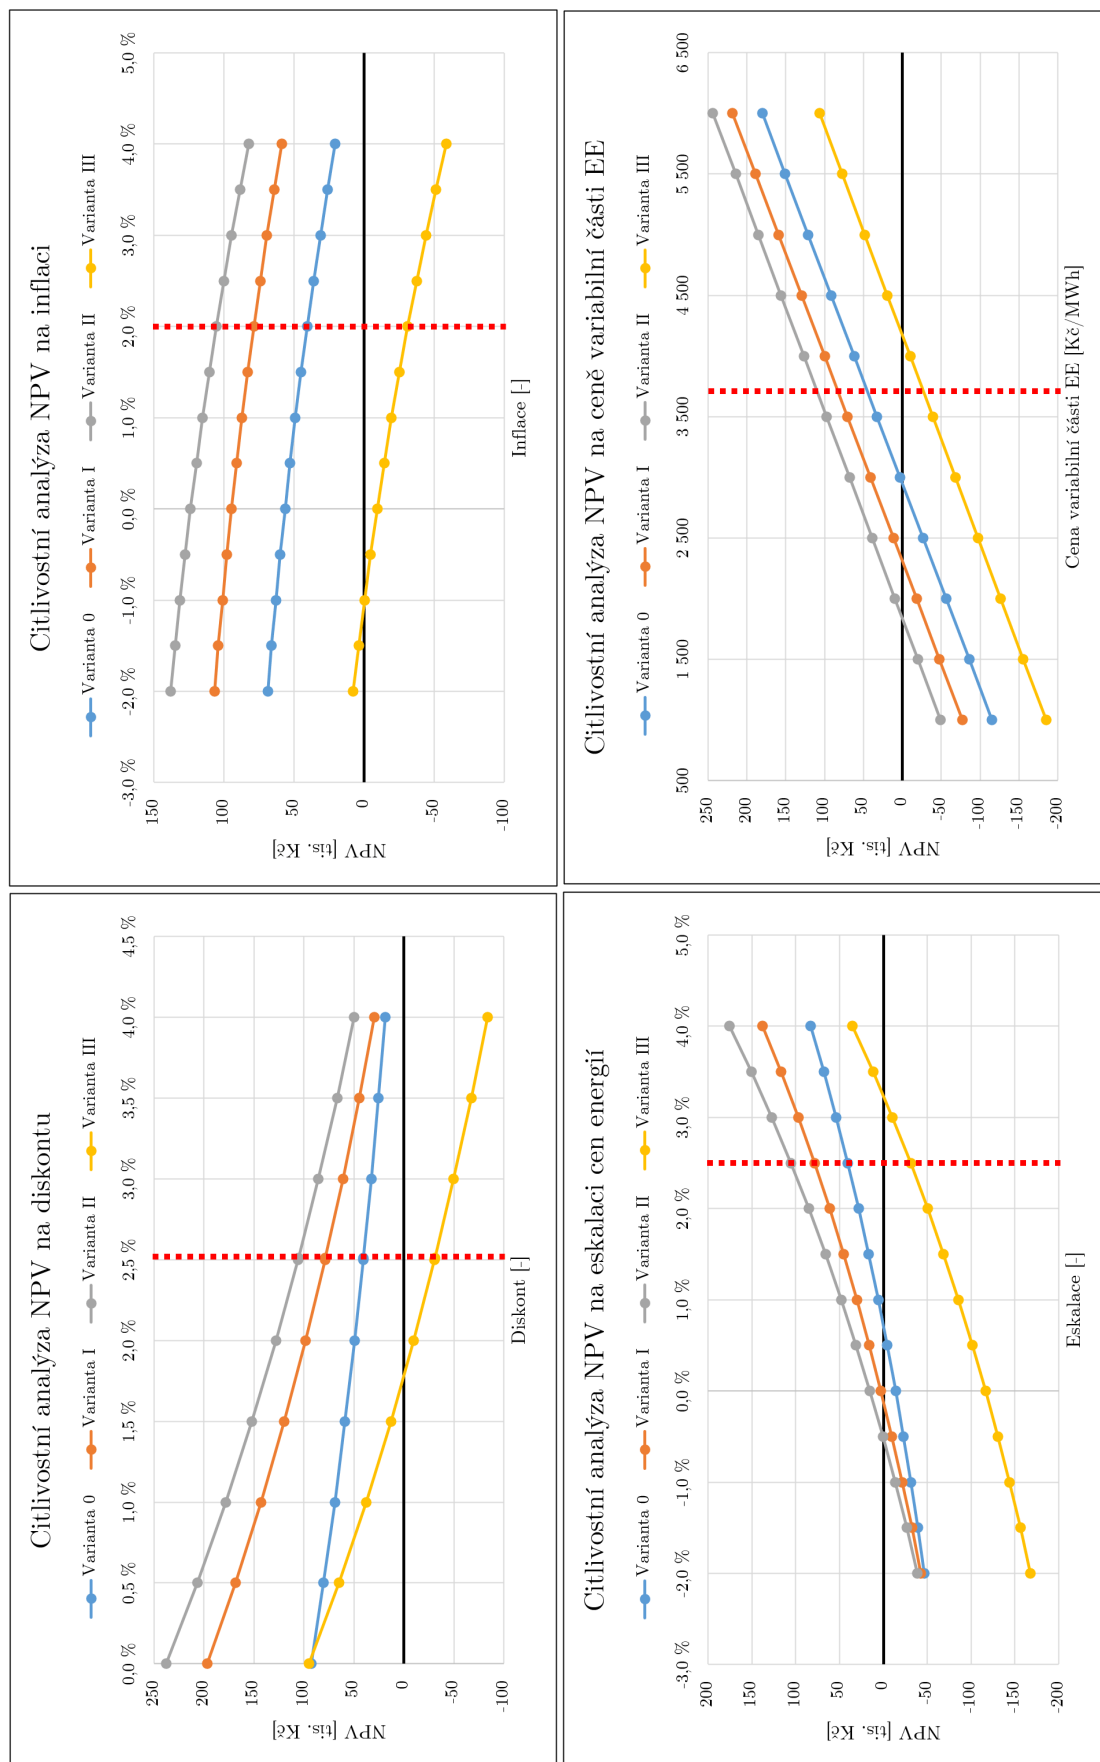 Citlivostní analýza NPV na diskontu
Varianta 0 Varianta I Varianta II Varianta III
0,0 % 0,5 % 1,0 % 1,5 % 2,0 % 2,5 % 3,0 % 3,5 % 4,0 % 4,5 %
250
200
150
100
50
0
-50
-100
NPV [tis. Kč]
Diskont [-]
Citlivostní analýza NPV na inflaci
Varianta 0 Varianta I Varianta II Varianta III
-3,0 % -2,0 % -1,0 % 0,0 % 1,0 % 2,0 % 3,0 % 4,0 % 5,0 %
150
100
50
0
-50
-100
NPV [tis. Kč]
Inflace [-]
Citlivostní analýza NPV na eskalaci cen energií
Varianta 0 Varianta I Varianta II Varianta III
-3,0 % -2,0 % -1,0 % 0,0 % 1,0 % 2,0 % 3,0 % 4,0 % 5,0 %
200
150
100
50
0
-50
-100
-150
-200
NPV [tis. Kč]
Eskalace [-]
Citlivostní analýza NPV na ceně variabilní části EE
Varianta 0 Varianta I Varianta II Varianta III
500 1 500 2 500 3 500 4 500 5 500 6 500
250
200
150
100
50
0
-50
-100
-150
-200
NPV [tis. Kč]
Cena variabilní části EE [Kč/MWh]